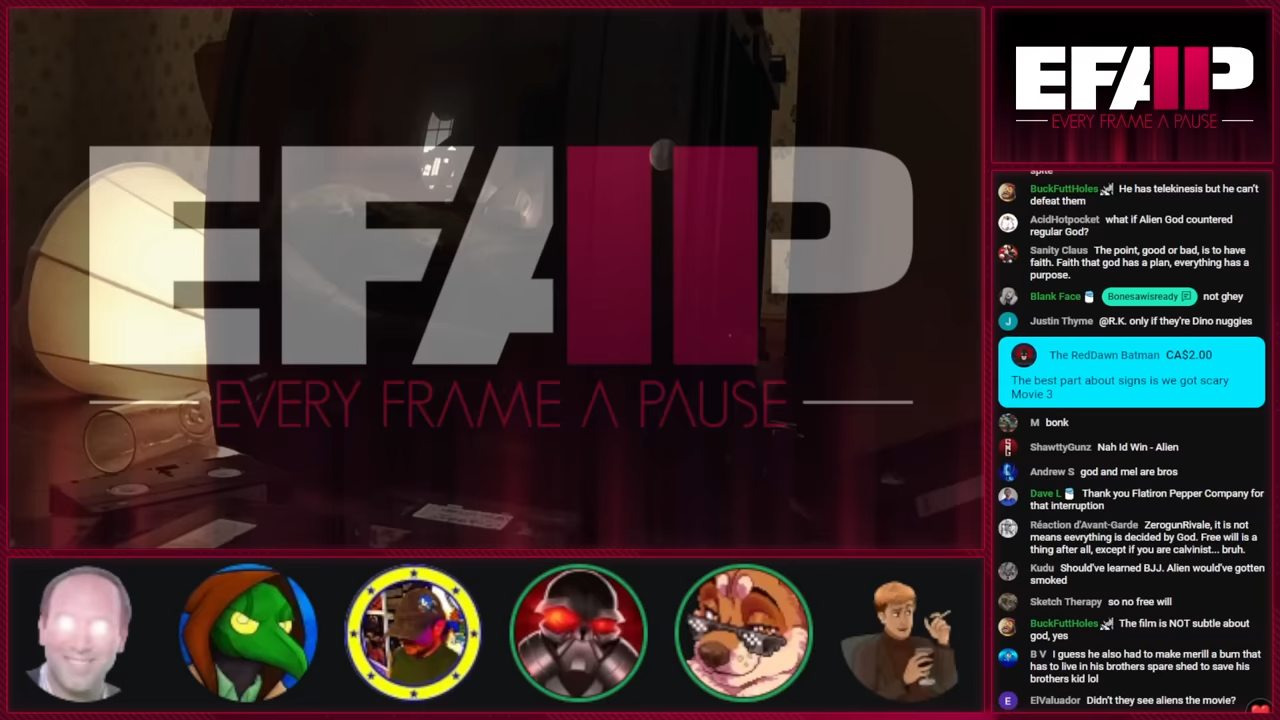 EFAP
EVERY FRAME A PAUSE
EFAP
EVERY FRAME A PAUSE
spite
BuckFuttHoles He has telekinesis but he can't
defeat them
AcidHotpocket what if Alien God countered
regular God?
Sanity Claus The point, good or bad, is to have
faith. Faith that god has a plan, everything has a
purpose.
Blank Face Bonesawisready not ghey
Justin Thyme @R.K. only if they're Dino nuggies
The RedDawn Batman CA$2.00
The best part about signs is we got scary
Movie 3
M bonk
ShawttyGunz Nah Id Win - Alien
Andrew S god and mel are bros
Dave L Thank you Flatiron Pepper Company for
that interruption
Réaction d'Avant-Garde ZerogunRivale, it is not
means eevrything is decided by God. Free will is a
thing after all, except if you are calvinist... bruh.
Kudu Should've learned BJJ. Alien would've gotten
smoked
Sketch Therapy so no free will
BuckFuttHoles The film is NOT subtle about
god, yes
B V I guess he also had to make merill a bum that
has to live in his brothers spare shed to save his
brothers kid lol
E ElValuador Didn't they see aliens the movie?